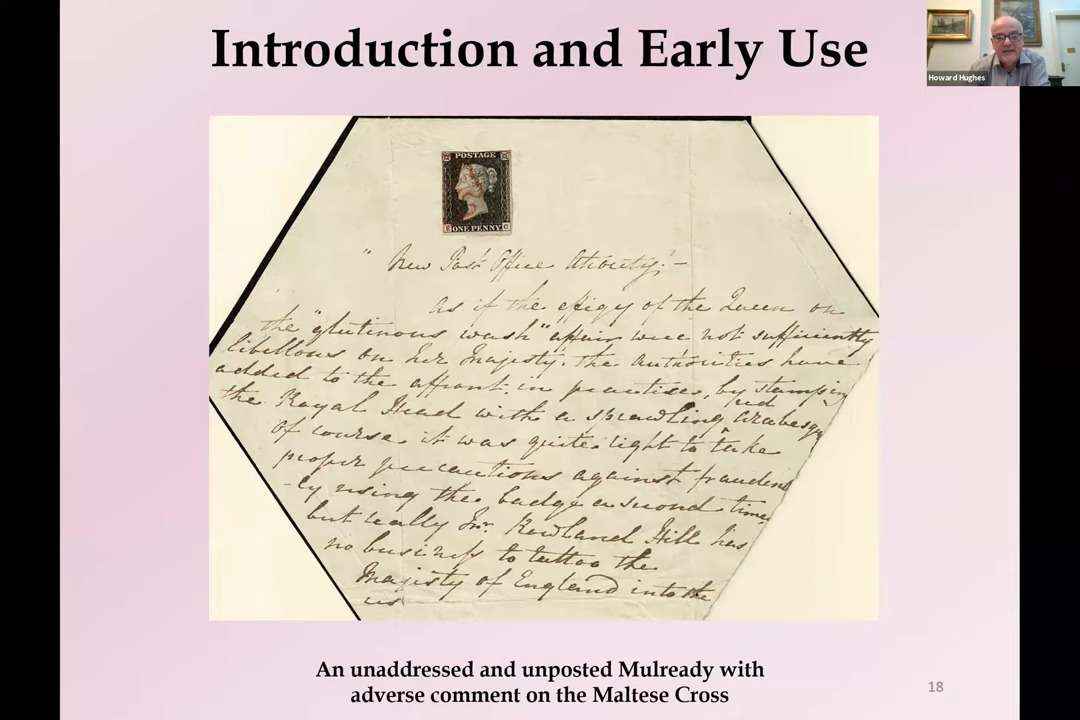 Introduction and Early Use
Howard Hughes
POSTAGE
ONE PENNY
" New Post Office Atrocity" –
as if the effigy of the Queen on
the "glutinous wash" affair were not sufficiently
libellous on her Majesty, the authorities have
added to the affront in practice, by stamping
the Royal Head with a sprawling red arabesque
of course it was quite right to take
proper precautions against fraudent
-ly using the badge a second time,
but really Mr. Rowland Hill has
no business to tattoo the
Majesty of England into the
An unaddressed and unposted Mulready with
adverse comment on the Maltese Cross
18